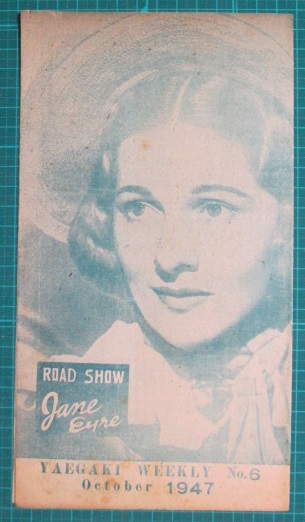 ROAD SHOW
Jane
Eyre
YAEGAKI WEEKLY No.6
October 1947